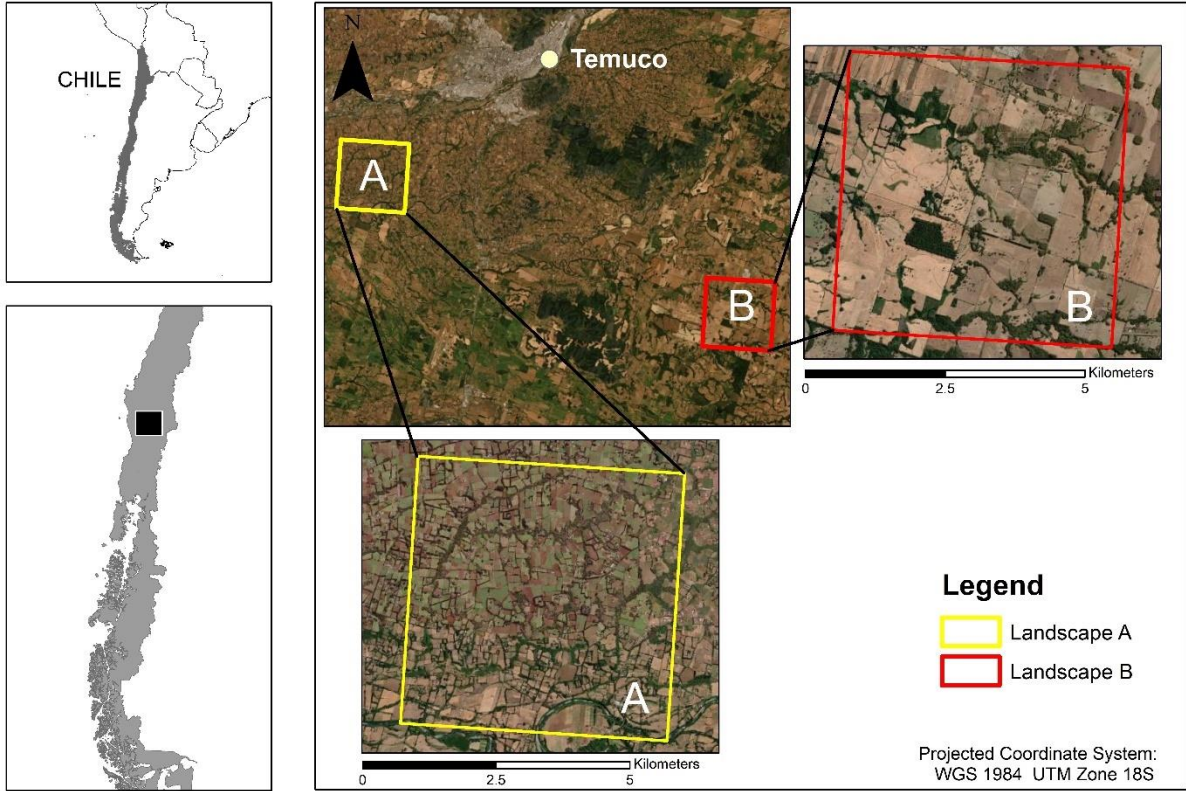 CHILE
N
Temuco
A
B
B
Kilometers
0 2.5 5
A
Kilometers
0 2.5 5
Legend
Landscape A
Landscape B
Projected Coordinate System:
WGS 1984 UTM Zone 18S